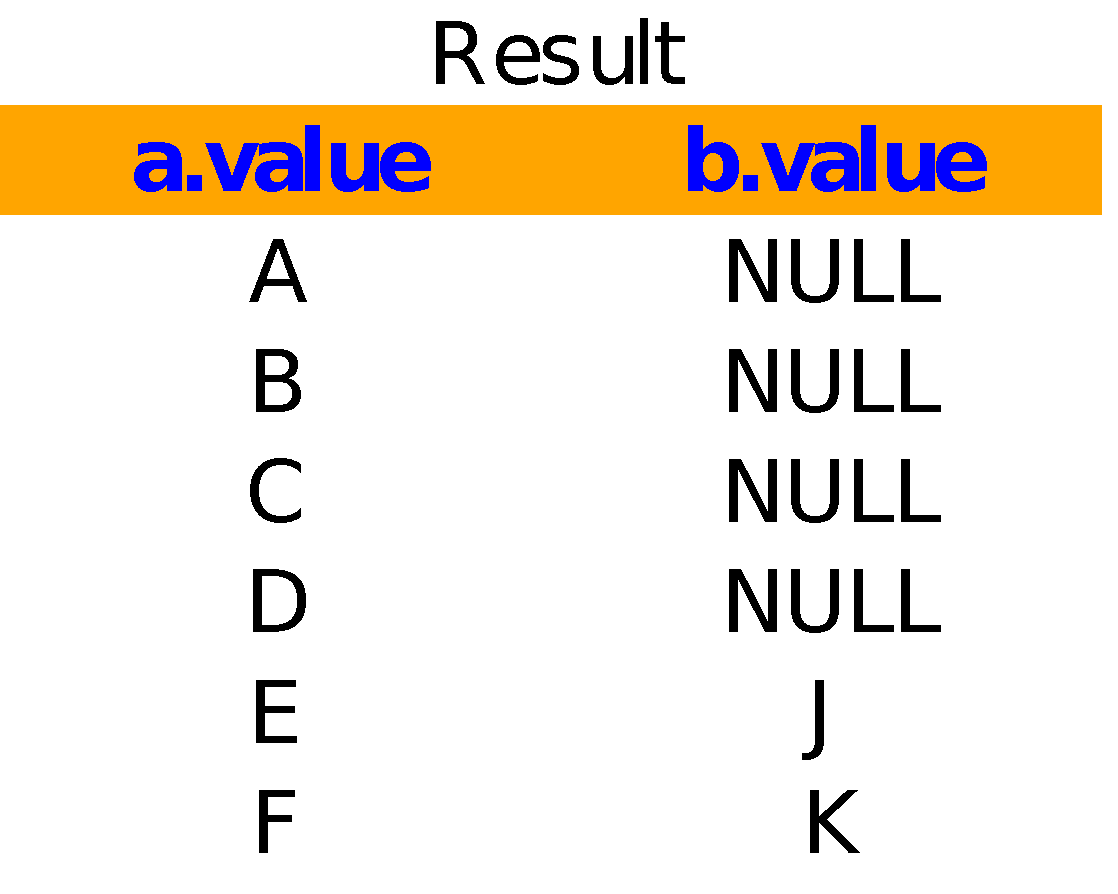 Result
a.value b.value
A NULL
B NULL
C NULL
D NULL
E J
F K